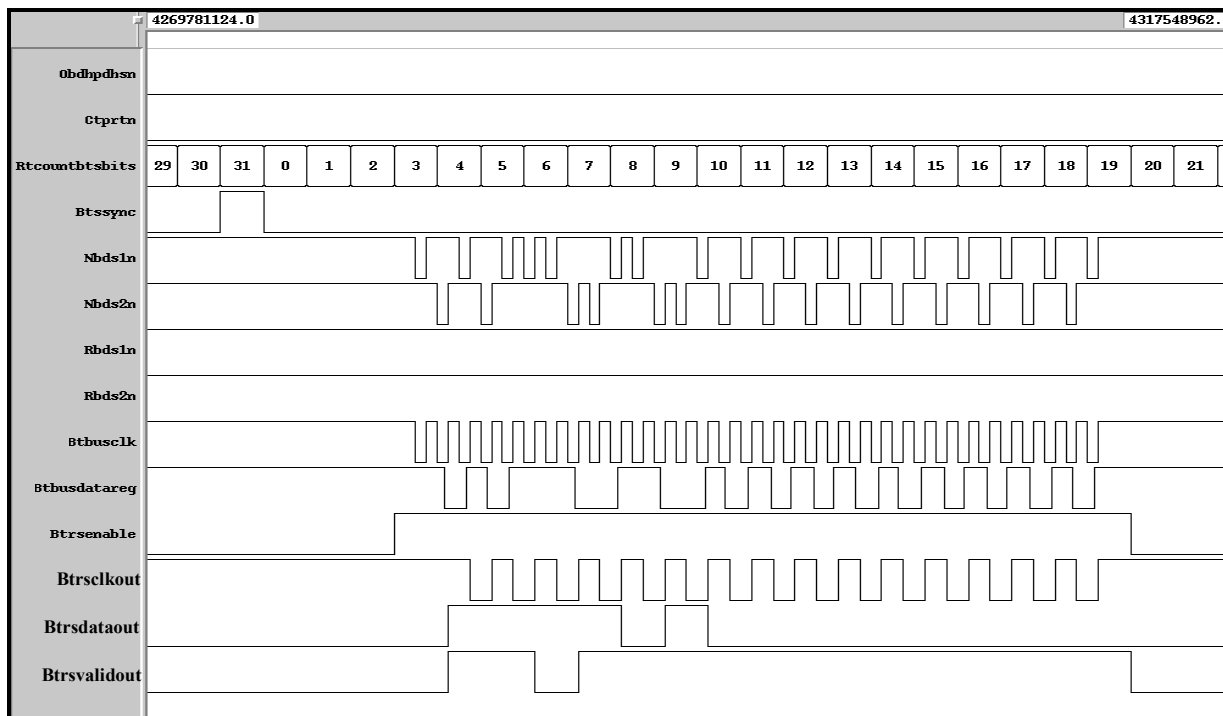 4269781124.0 4317548962.
Obdhpdhsn
Ctprtn
Rtcountbtsbits 29 30 31 0 1 2 3 4 5 6 7 8 9 10 11 12 13 14 15 16 17 18 19 20 21
Btssync
Nbds1n
Nbds2n
Rbds1n
Rbds2n
Btbusclk
Btbusdatareg
Btrsenable
Btrsclkout
Btrsdataout
Btrsvalidout